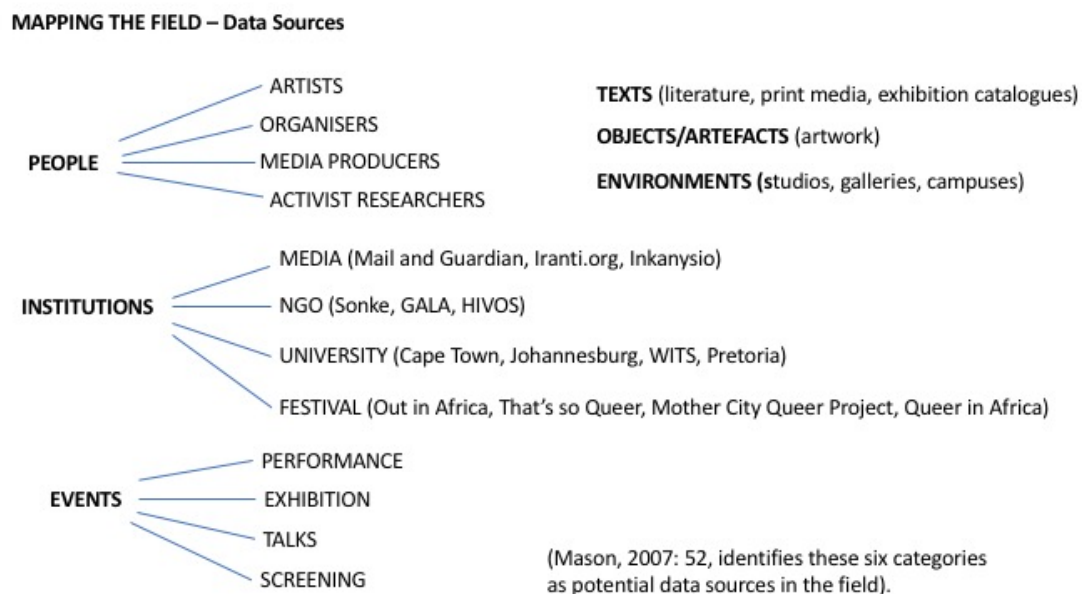 MAPPING THE FIELD – Data Sources
PEOPLE
ARTISTS
ORGANISERS
MEDIA PRODUCERS
ACTIVIST RESEARCHERS
TEXTS (literature, print media, exhibition catalogues)
OBJECTS/ARTEFACTS (artwork)
ENVIRONMENTS (studios, galleries, campuses)
INSTITUTIONS
MEDIA (Mail and Guardian, Iranti.org, Inkanysio)
NGO (Sonke, GALA, HIVOS)
UNIVERSITY (Cape Town, Johannesburg, WITS, Pretoria)
FESTIVAL (Out in Africa, That's so Queer, Mother City Queer Project, Queer in Africa)
EVENTS
PERFORMANCE
EXHIBITION
TALKS
SCREENING
(Mason, 2007: 52, identifies these six categories
as potential data sources in the field).